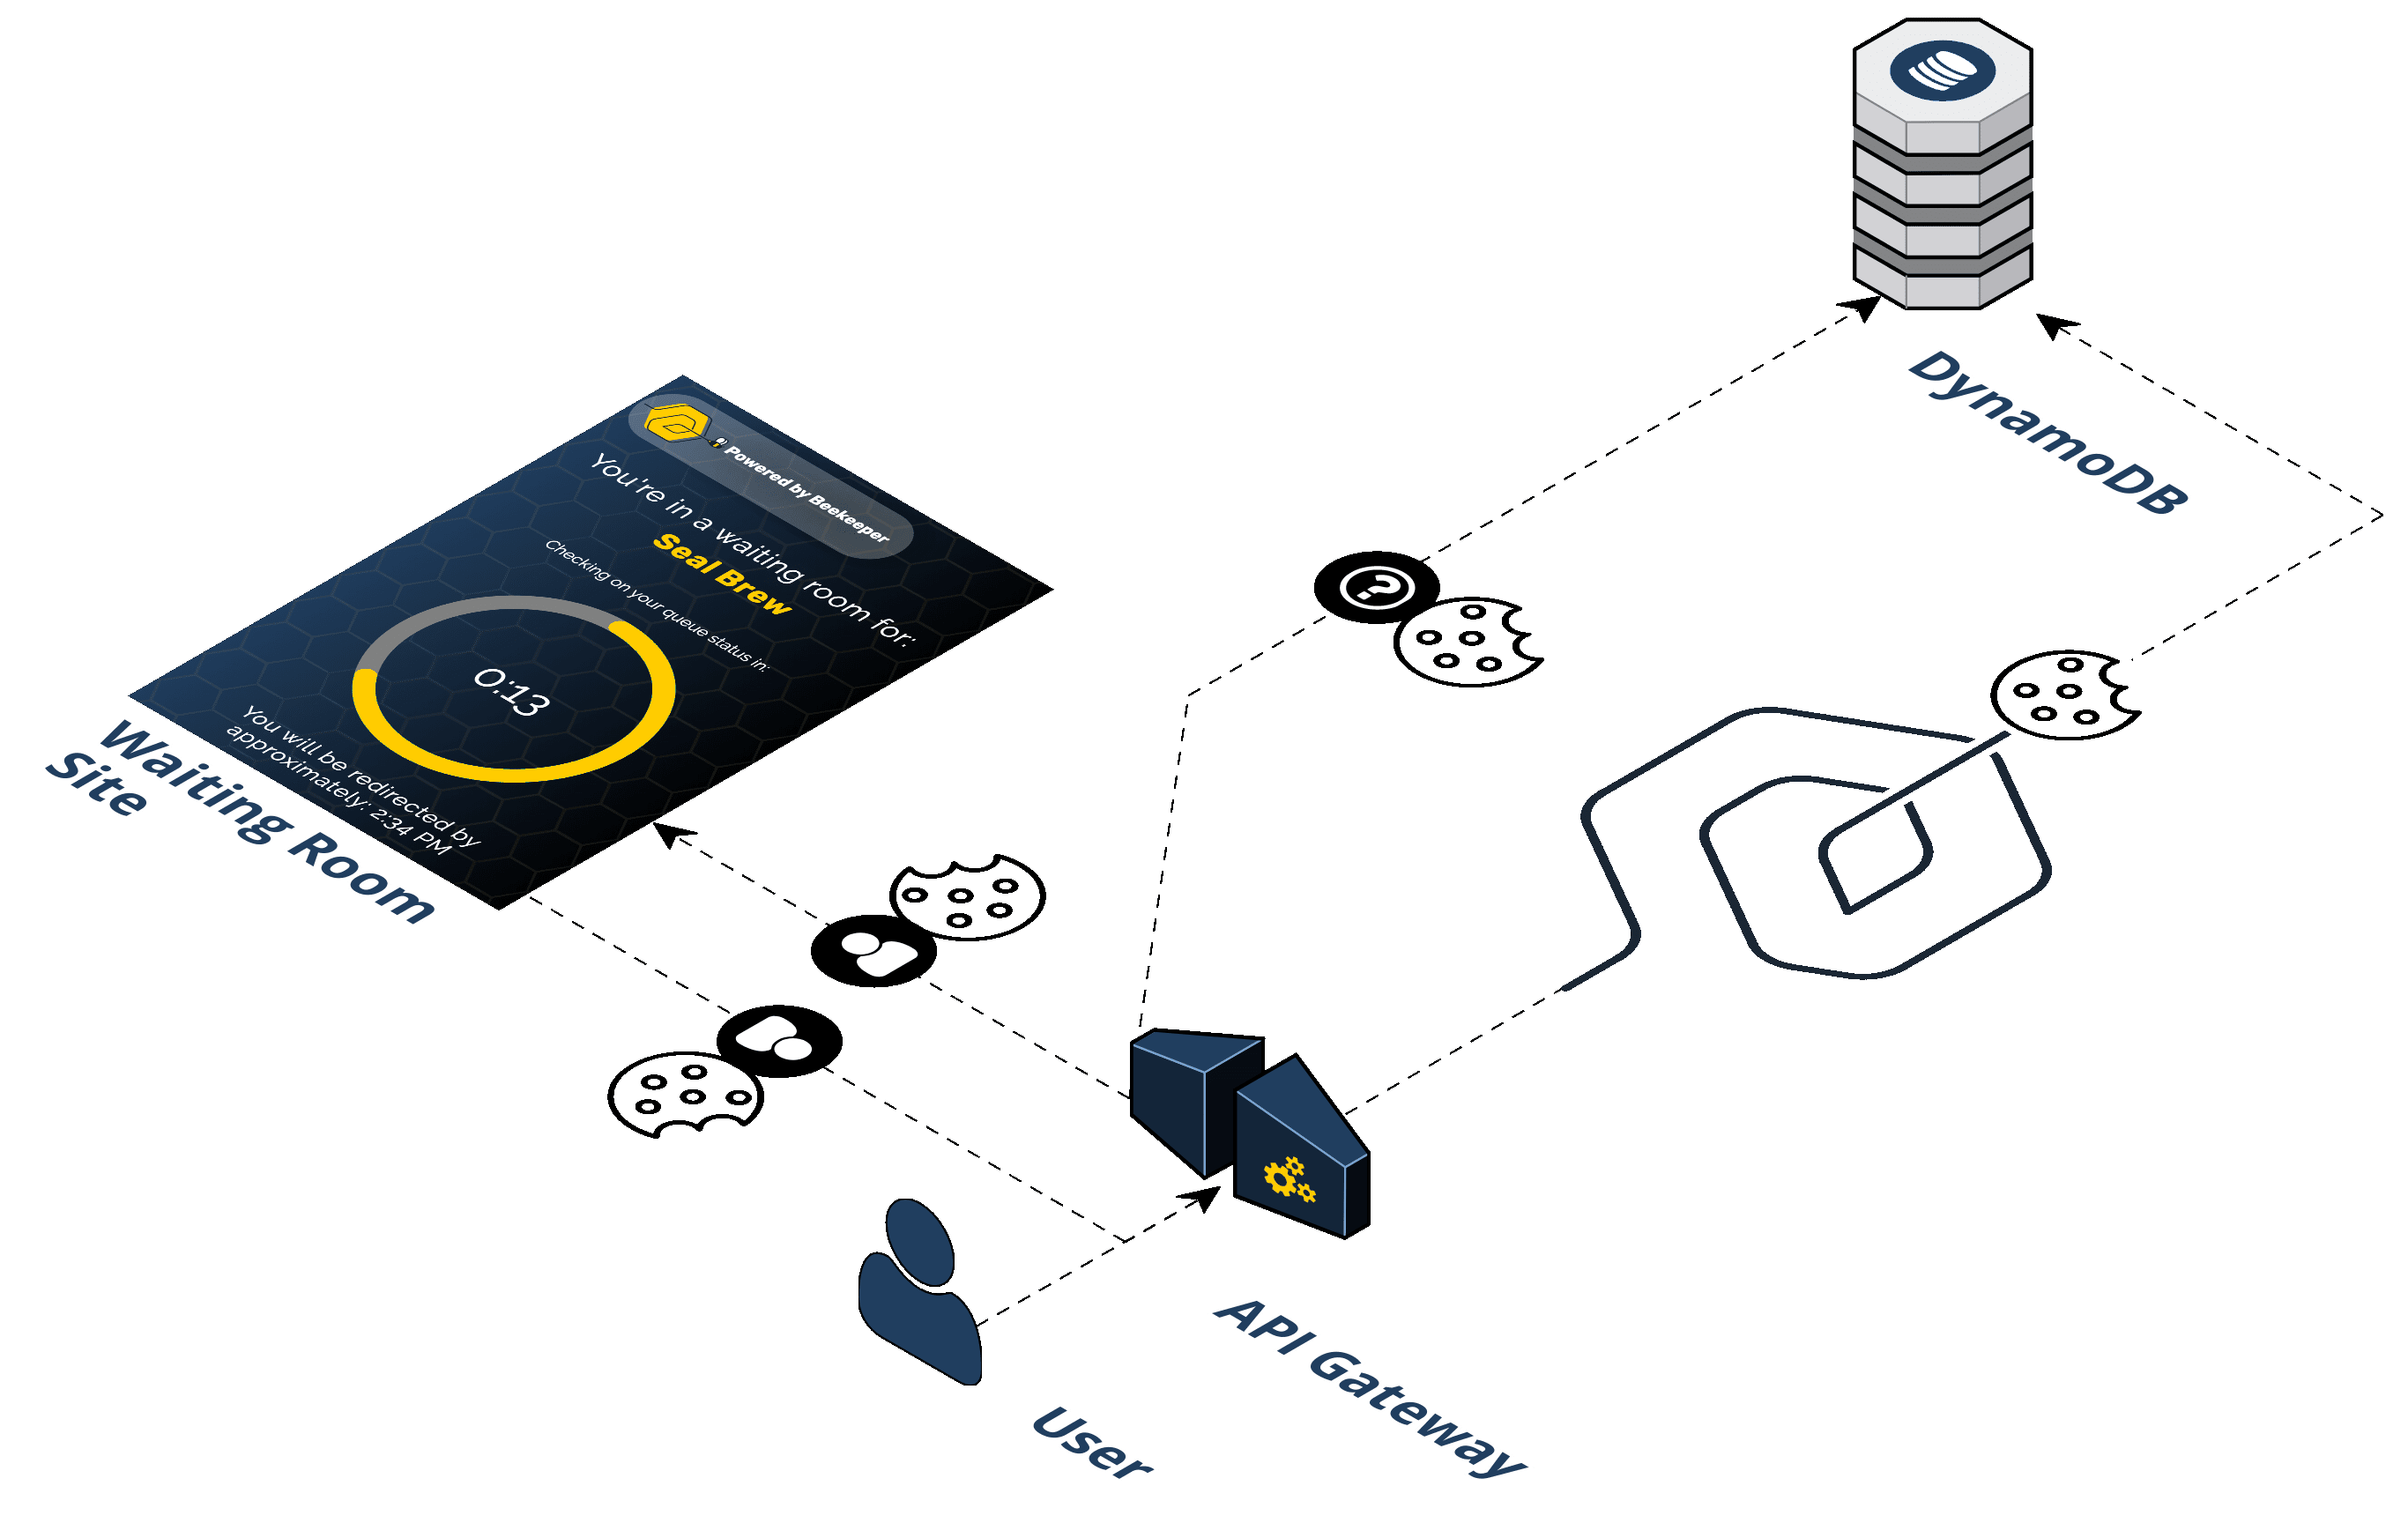 Powered by Beekeeper
You're in a waiting room for:
Seal Brew
Checking on your queue status in:
0:13
You will be redirected by
approximately: 2:34 PM
Waiting Room
Site
DynamoDB
API Gateway
User